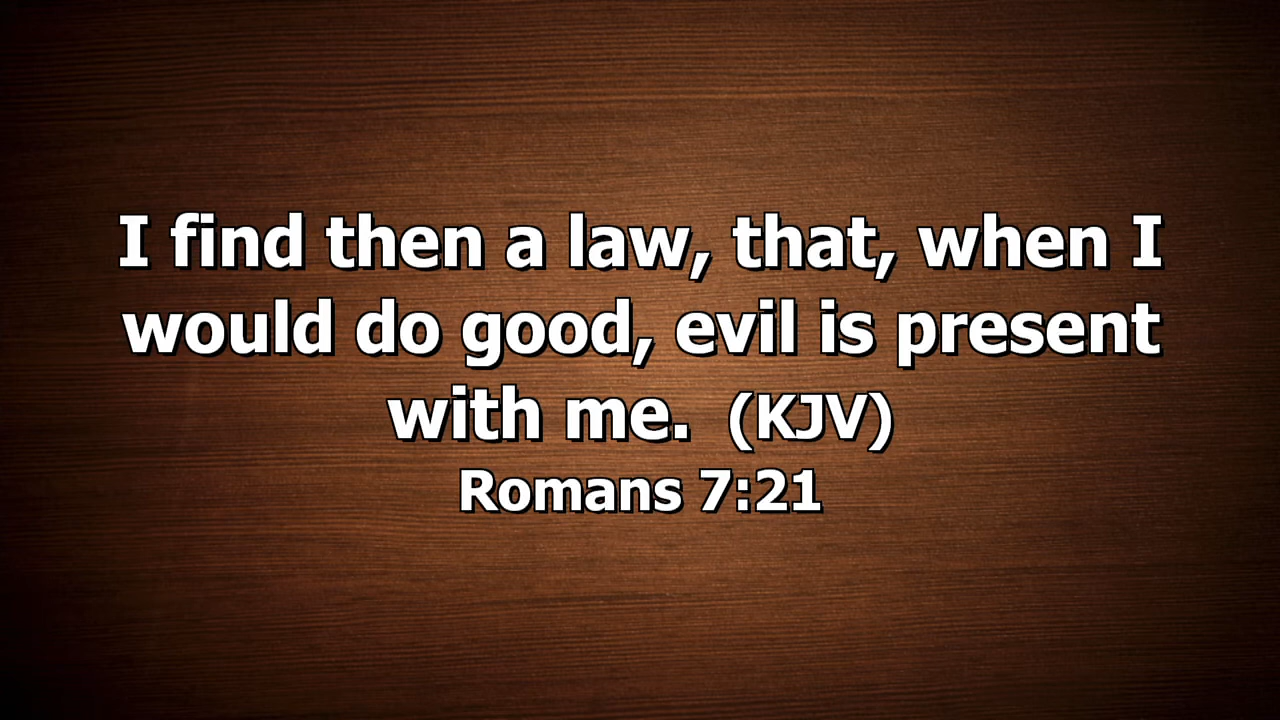 I find then a law, that, when I
would do good, evil is present
with me. (KJV)
Romans 7:21